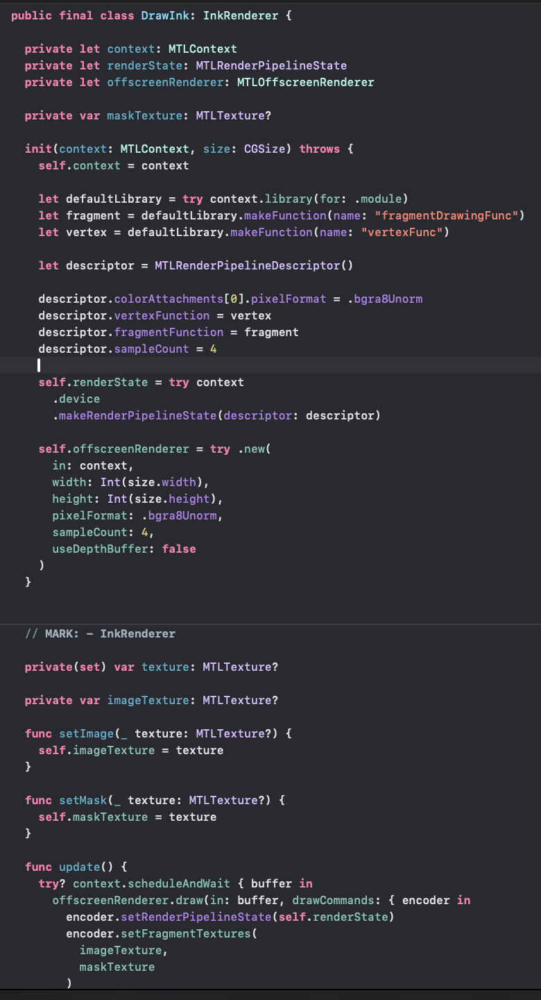 public final class DrawInk: InkRenderer {
private let context: MTLContext
private let renderState: MTLRenderPipelineState
private let offscreenRenderer: MTLOffscreenRenderer
private var maskTexture: MTLTexture?
init(context: MTLContext, size: CGSize) throws {
self.context = context
let defaultLibrary = try context.library(for: .module)
let fragment = defaultLibrary.makeFunction(name: "fragmentDrawingFunc")
let vertex = defaultLibrary.makeFunction(name: "vertexFunc")
let descriptor = MTLRenderPipelineDescriptor()
descriptor.colorAttachments[0].pixelFormat = .bgra8Unorm
descriptor.vertexFunction = vertex
descriptor.fragmentFunction = fragment
descriptor.sampleCount = 4
self.renderState = try context
.device
.makeRenderPipelineState(descriptor: descriptor)
self.offscreenRenderer = try .new(
in: context,
width: Int(size.width),
height: Int(size.height),
pixelFormat: .bgra8Unorm,
sampleCount: 4,
useDepthBuffer: false
)
}
// MARK: - InkRenderer
private(set) var texture: MTLTexture?
private var imageTexture: MTLTexture?
func setImage(_ texture: MTLTexture?) {
self.imageTexture = texture
}
func setMask(_ texture: MTLTexture?) {
self.maskTexture = texture
}
func update() {
try? context.scheduleAndWait { buffer in
offscreenRenderer.draw(in: buffer, drawCommands: { encoder in
encoder.setRenderPipelineState(self.renderState)
encoder.setFragmentTextures(
imageTexture,
maskTexture
)